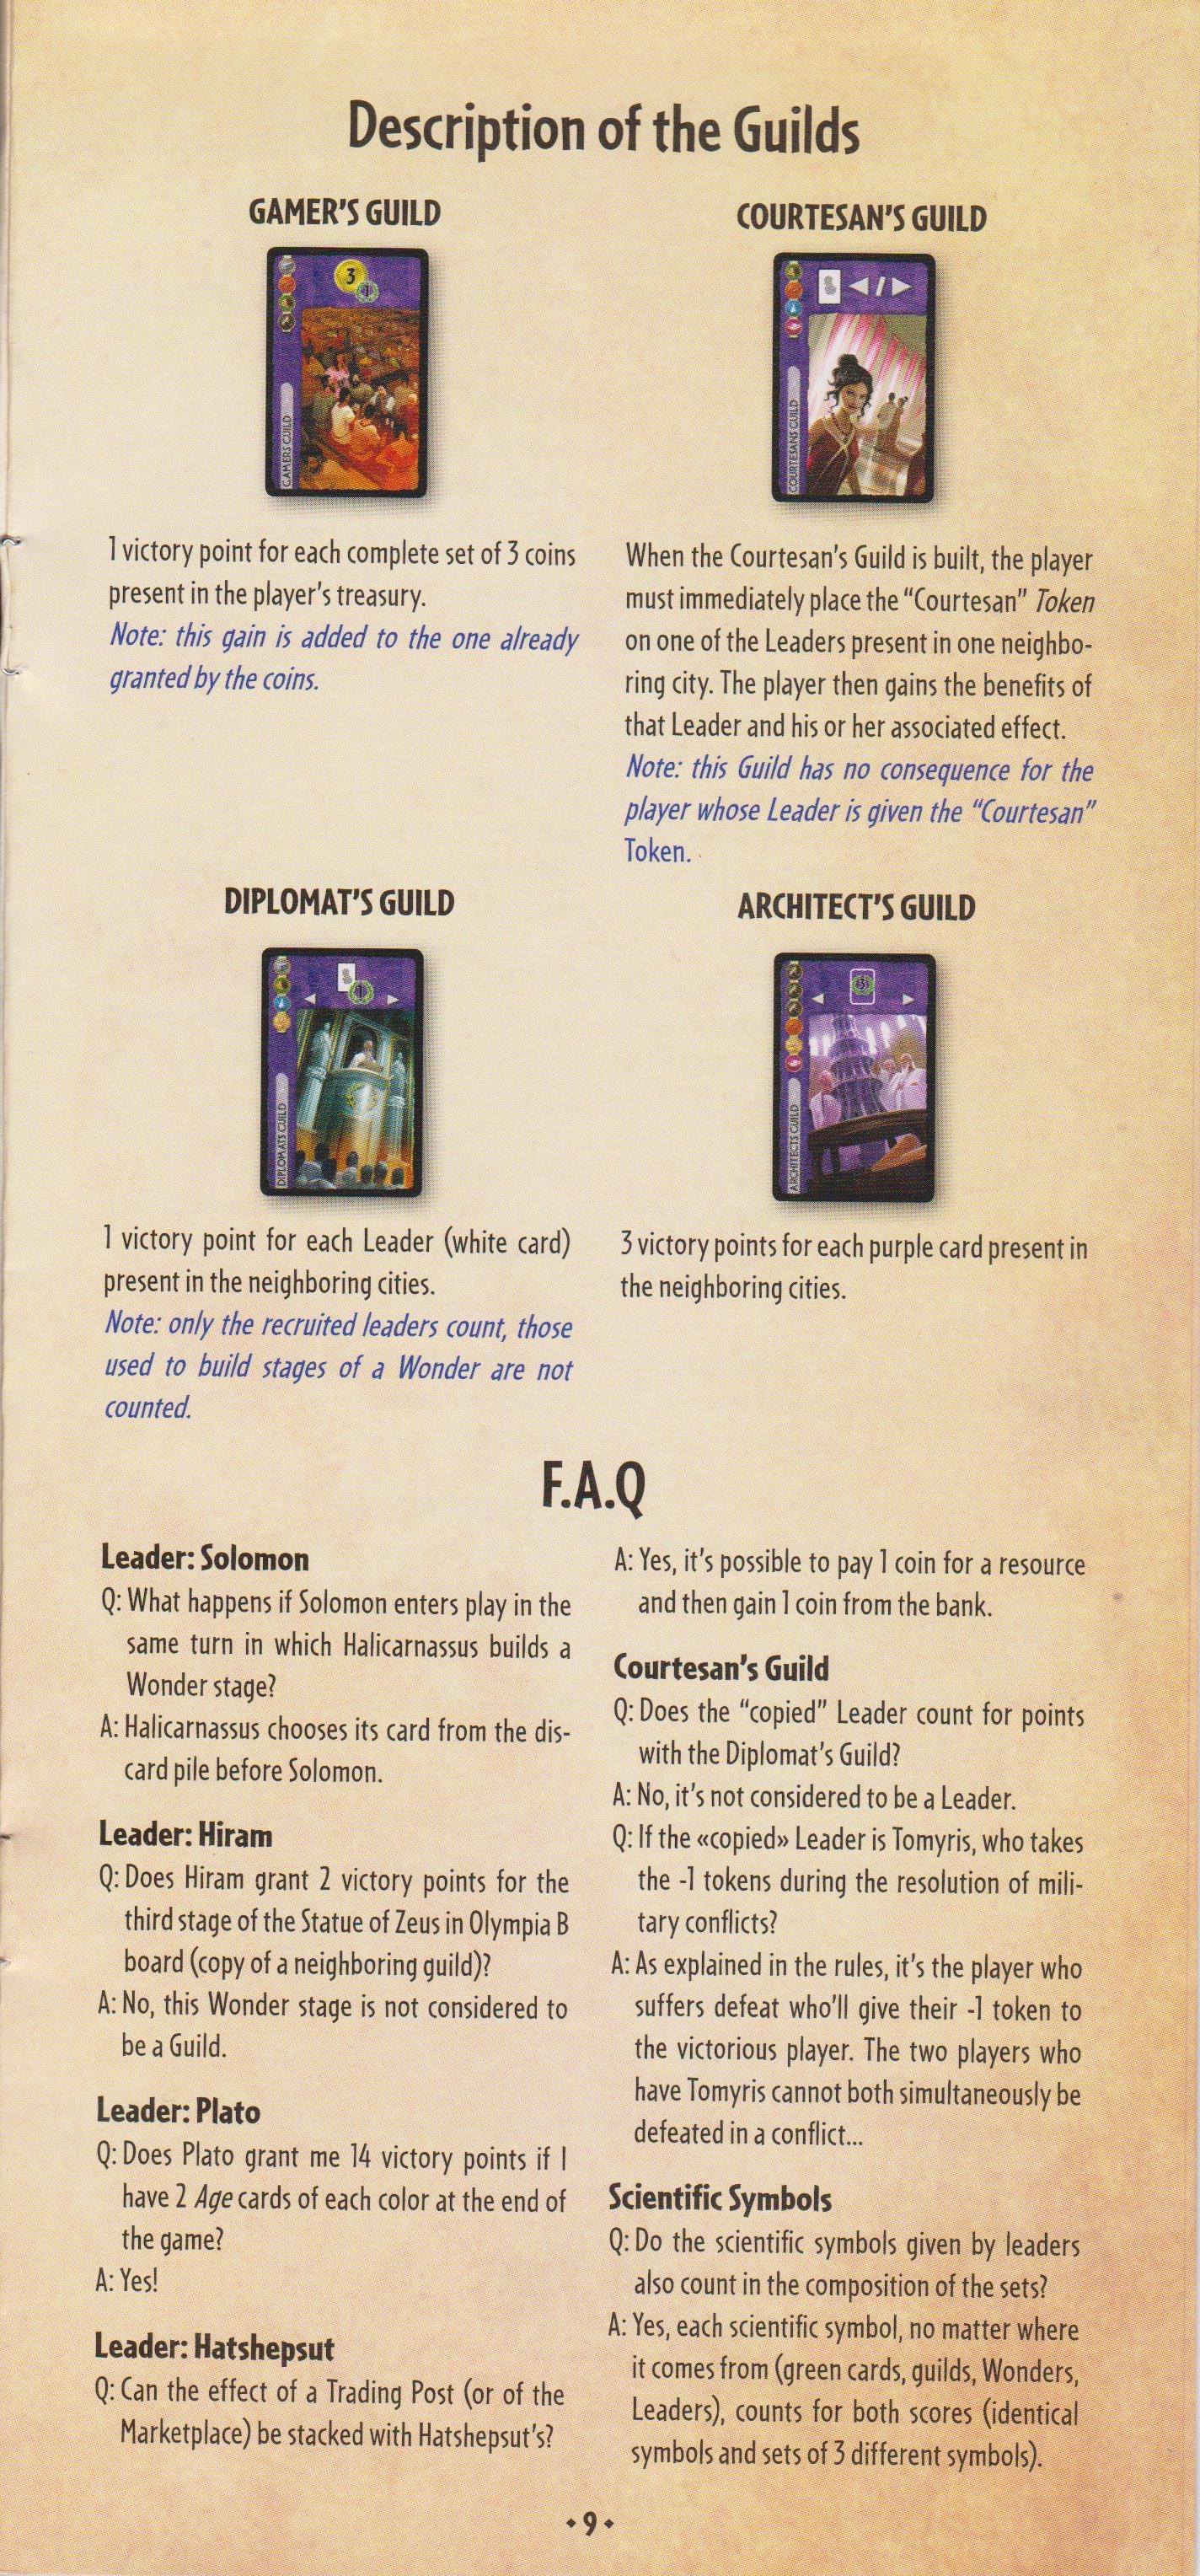 Description of the Guilds
GAMER'S GUILD
3
1
GAMERS GUILD
1 victory point for each complete set of 3 coins
present in the player's treasury.
Note: this gain is added to the one already
granted by the coins.
COURTESAN'S GUILD
/
COURTESANS GUILD
When the Courtesan's Guild is built, the player
must immediately place the "Courtesan" Token
on one of the Leaders present in one neighbo-
ring city. The player then gains the benefits of
that Leader and his or her associated effect.
Note: this Guild has no consequence for the
player whose Leader is given the "Courtesan"
Token.
DIPLOMAT'S GUILD
1
DIPLOMATS GUILD
1 victory point for each Leader (white card)
present in the neighboring cities.
Note: only the recruited leaders count, those
used to build stages of a Wonder are not
counted.
ARCHITECT'S GUILD
3
ARCHITECTS GUILD
3 victory points for each purple card present in
the neighboring cities.
F.A.Q
Leader: Solomon
Q: What happens if Solomon enters play in the
same turn in which Halicarnassus builds a
Wonder stage?
A: Halicarnassus chooses its card from the dis-
card pile before Solomon.
Leader: Hiram
Q: Does Hiram grant 2 victory points for the
third stage of the Statue of Zeus in Olympia B
board (copy of a neighboring guild)?
A: No, this Wonder stage is not considered to
be a Guild.
Leader: Plato
Q: Does Plato grant me 14 victory points if I
have 2 Age cards of each color at the end of
the game?
A: Yes!
Leader: Hatshepsut
Q: Can the effect of a Trading Post (or of the
Marketplace) be stacked with Hatshepsut's?
A: Yes, it's possible to pay 1 coin for a resource
and then gain 1 coin from the bank.
Courtesan's Guild
Q: Does the "copied" Leader count for points
with the Diplomat's Guild?
A: No, it's not considered to be a Leader.
Q: If the «copied» Leader is Tomyris, who takes
the -1 tokens during the resolution of mili-
tary conflicts?
A: As explained in the rules, it's the player who
suffers defeat who'll give their -1 token to
the victorious player. The two players who
have Tomyris cannot both simultaneously be
defeated in a conflict...
Scientific Symbols
Q: Do the scientific symbols given by leaders
also count in the composition of the sets?
A: Yes, each scientific symbol, no matter where
it comes from (green cards, guilds, Wonders,
Leaders), counts for both scores (identical
symbols and sets of 3 different symbols).
• 9 •